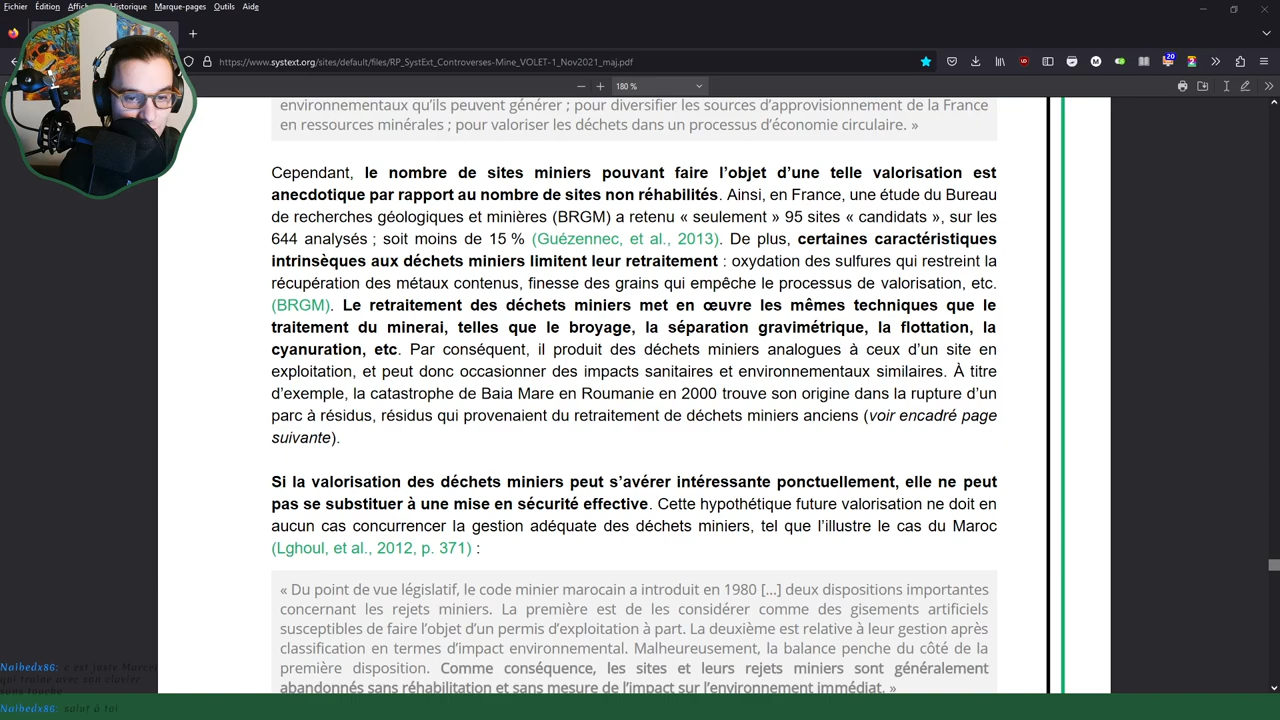 Fichier Édition Affichage Historique Marque-pages Outils Aide
https://www.systext.org/sites/default/files/RP_SystExt_Controverses-Mine_VOLET-1_Nov2021_maj.pdf
20
180 %
environnementaux qu'ils peuvent générer ; pour diversifier les sources d'approvisionnement de la France
en ressources minérales ; pour valoriser les déchets dans un processus d'économie circulaire. »
Cependant, le nombre de sites miniers pouvant faire l'objet d'une telle valorisation est
anecdotique par rapport au nombre de sites non réhabilités. Ainsi, en France, une étude du Bureau
de recherches géologiques et minières (BRGM) a retenu « seulement » 95 sites « candidats », sur les
644 analysés ; soit moins de 15 % (Guézennec, et al., 2013). De plus, certaines caractéristiques
intrinsèques aux déchets miniers limitent leur retraitement : oxydation des sulfures qui restreint la
récupération des métaux contenus, finesse des grains qui empêche le processus de valorisation, etc.
(BRGM). Le retraitement des déchets miniers met en œuvre les mêmes techniques que le
traitement du minerai, telles que le broyage, la séparation gravimétrique, la flottation, la
cyanuration, etc. Par conséquent, il produit des déchets miniers analogues à ceux d'un site en
exploitation, et peut donc occasionner des impacts sanitaires et environnementaux similaires. À titre
d'exemple, la catastrophe de Baia Mare en Roumanie en 2000 trouve son origine dans la rupture d'un
parc à résidus, résidus qui provenaient du retraitement de déchets miniers anciens (voir encadré page
suivante).
Si la valorisation des déchets miniers peut s'avérer intéressante ponctuellement, elle ne peut
pas se substituer à une mise en sécurité effective. Cette hypothétique future valorisation ne doit en
aucun cas concurrencer la gestion adéquate des déchets miniers, tel que l'illustre le cas du Maroc
(Lghoul, et al., 2012, p. 371) :
« Du point de vue législatif, le code minier marocain a introduit en 1980 [...] deux dispositions importantes
concernant les rejets miniers. La première est de les considérer comme des gisements artificiels
susceptibles de faire l'objet d'un permis d'exploitation à part. La deuxième est relative à leur gestion après
classification en termes d'impact environnemental. Malheureusement, la balance penche du côté de la
première disposition. Comme conséquence, les sites et leurs rejets miniers sont généralement
abandonnés sans réhabilitation et sans mesure de l'impact sur l'environnement immédiat. »
Naibedx86: c est juste Marcel
qui traine avec son clavier
sans touche
Naibedx86: salut à toi